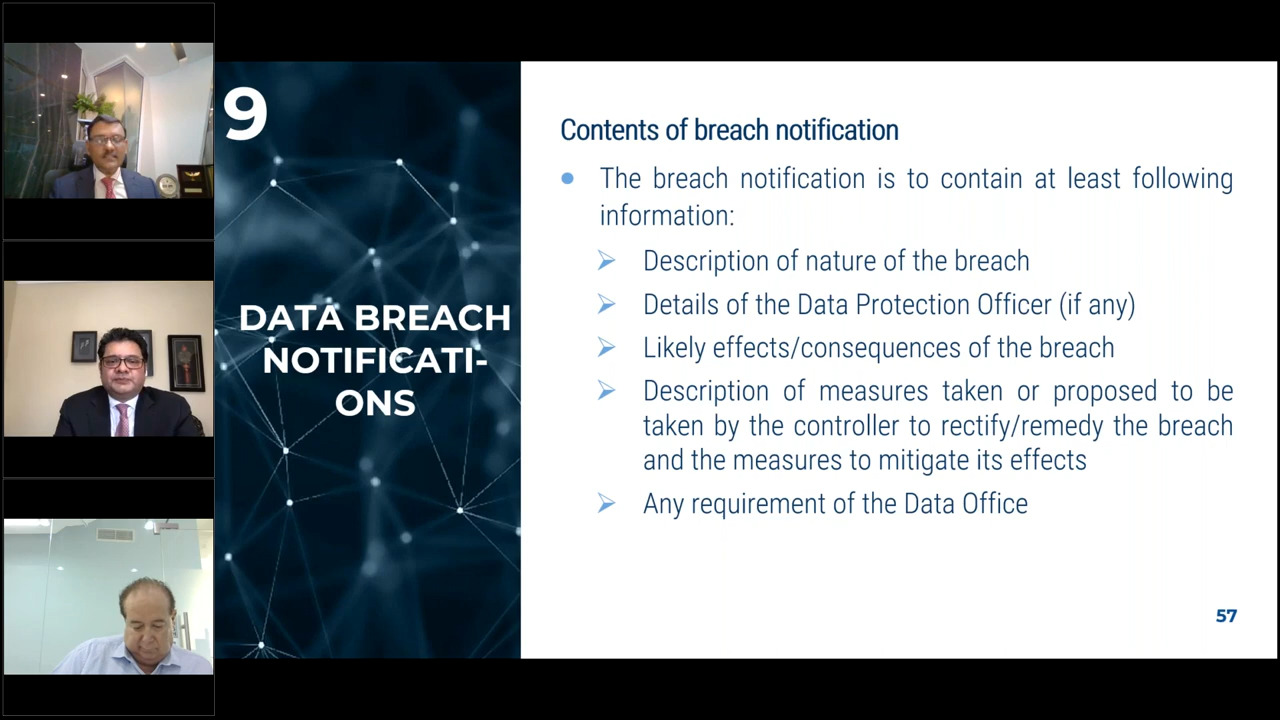 9
DATA BREACH
NOTIFICATI-
ONS
Contents of breach notification
The breach notification is to contain at least following
information:
Description of nature of the breach
Details of the Data Protection Officer (if any)
Likely effects/consequences of the breach
Description of measures taken or proposed to be
taken by the controller to rectify/remedy the breach
and the measures to mitigate its effects
Any requirement of the Data Office
57